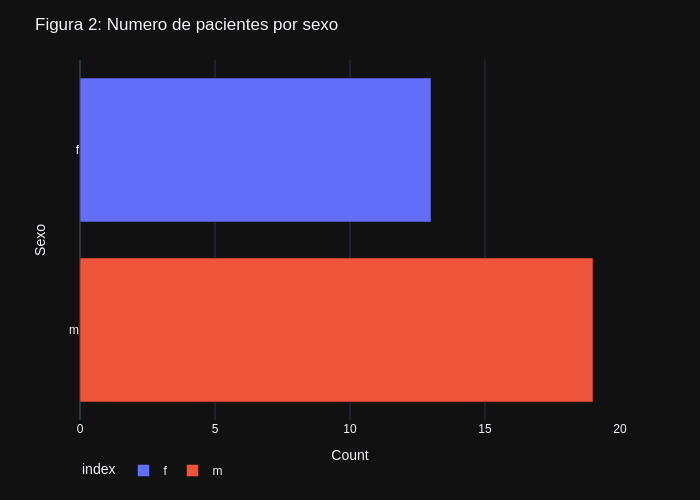 Figura 2: Numero de pacientes por sexo
f
Sexo
m
0 5 10 15 20
Count
index f m